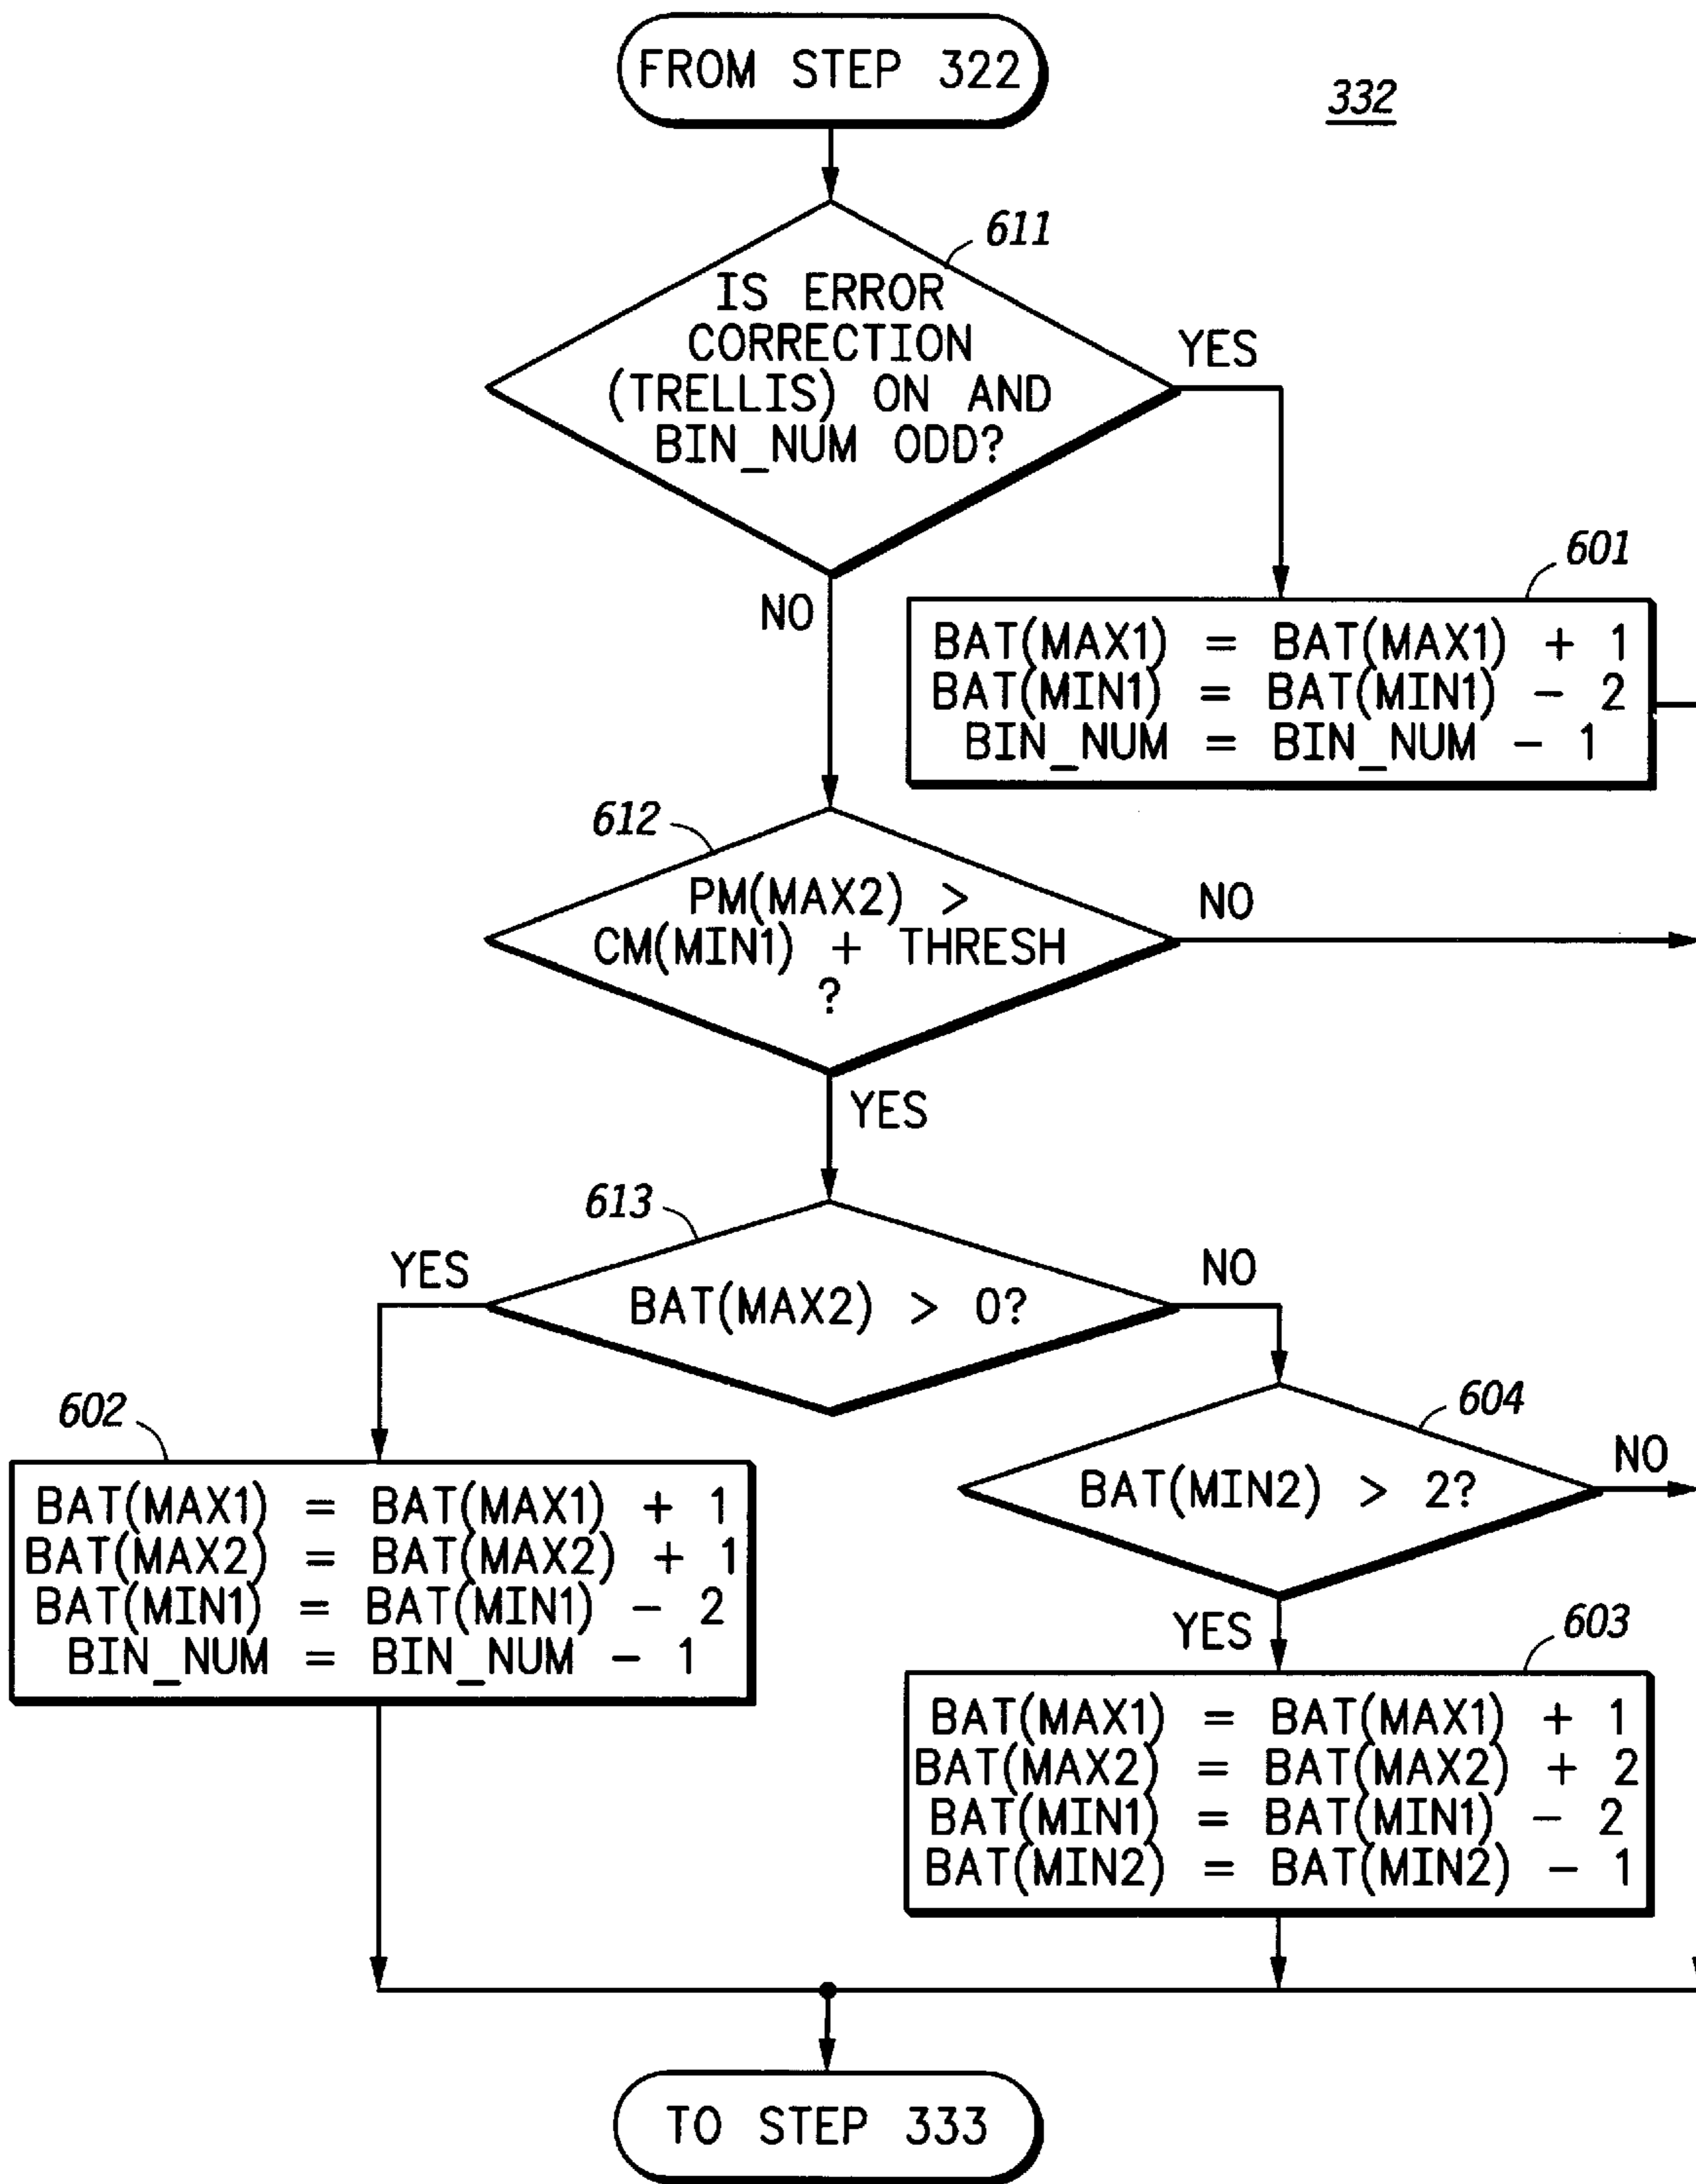 FROM STEP 322
332
611
IS ERROR
CORRECTION
(TRELLIS) ON AND
BIN_NUM ODD?
YES
NO
601
BAT(MAX1) = BAT(MAX1) + 1
BAT(MIN1) = BAT(MIN1) - 2
BIN_NUM = BIN_NUM - 1
612
PM(MAX2) >
CM(MIN1) + THRESH
?
NO
YES
613
BAT(MAX2) > 0?
YES
NO
602
BAT(MAX1) = BAT(MAX1) + 1
BAT(MAX2) = BAT(MAX2) + 1
BAT(MIN1) = BAT(MIN1) - 2
BIN_NUM = BIN_NUM - 1
604
BAT(MIN2) > 2?
NO
YES
603
BAT(MAX1) = BAT(MAX1) + 1
BAT(MAX2) = BAT(MAX2) + 2
BAT(MIN1) = BAT(MIN1) - 2
BAT(MIN2) = BAT(MIN2) - 1
TO STEP 333